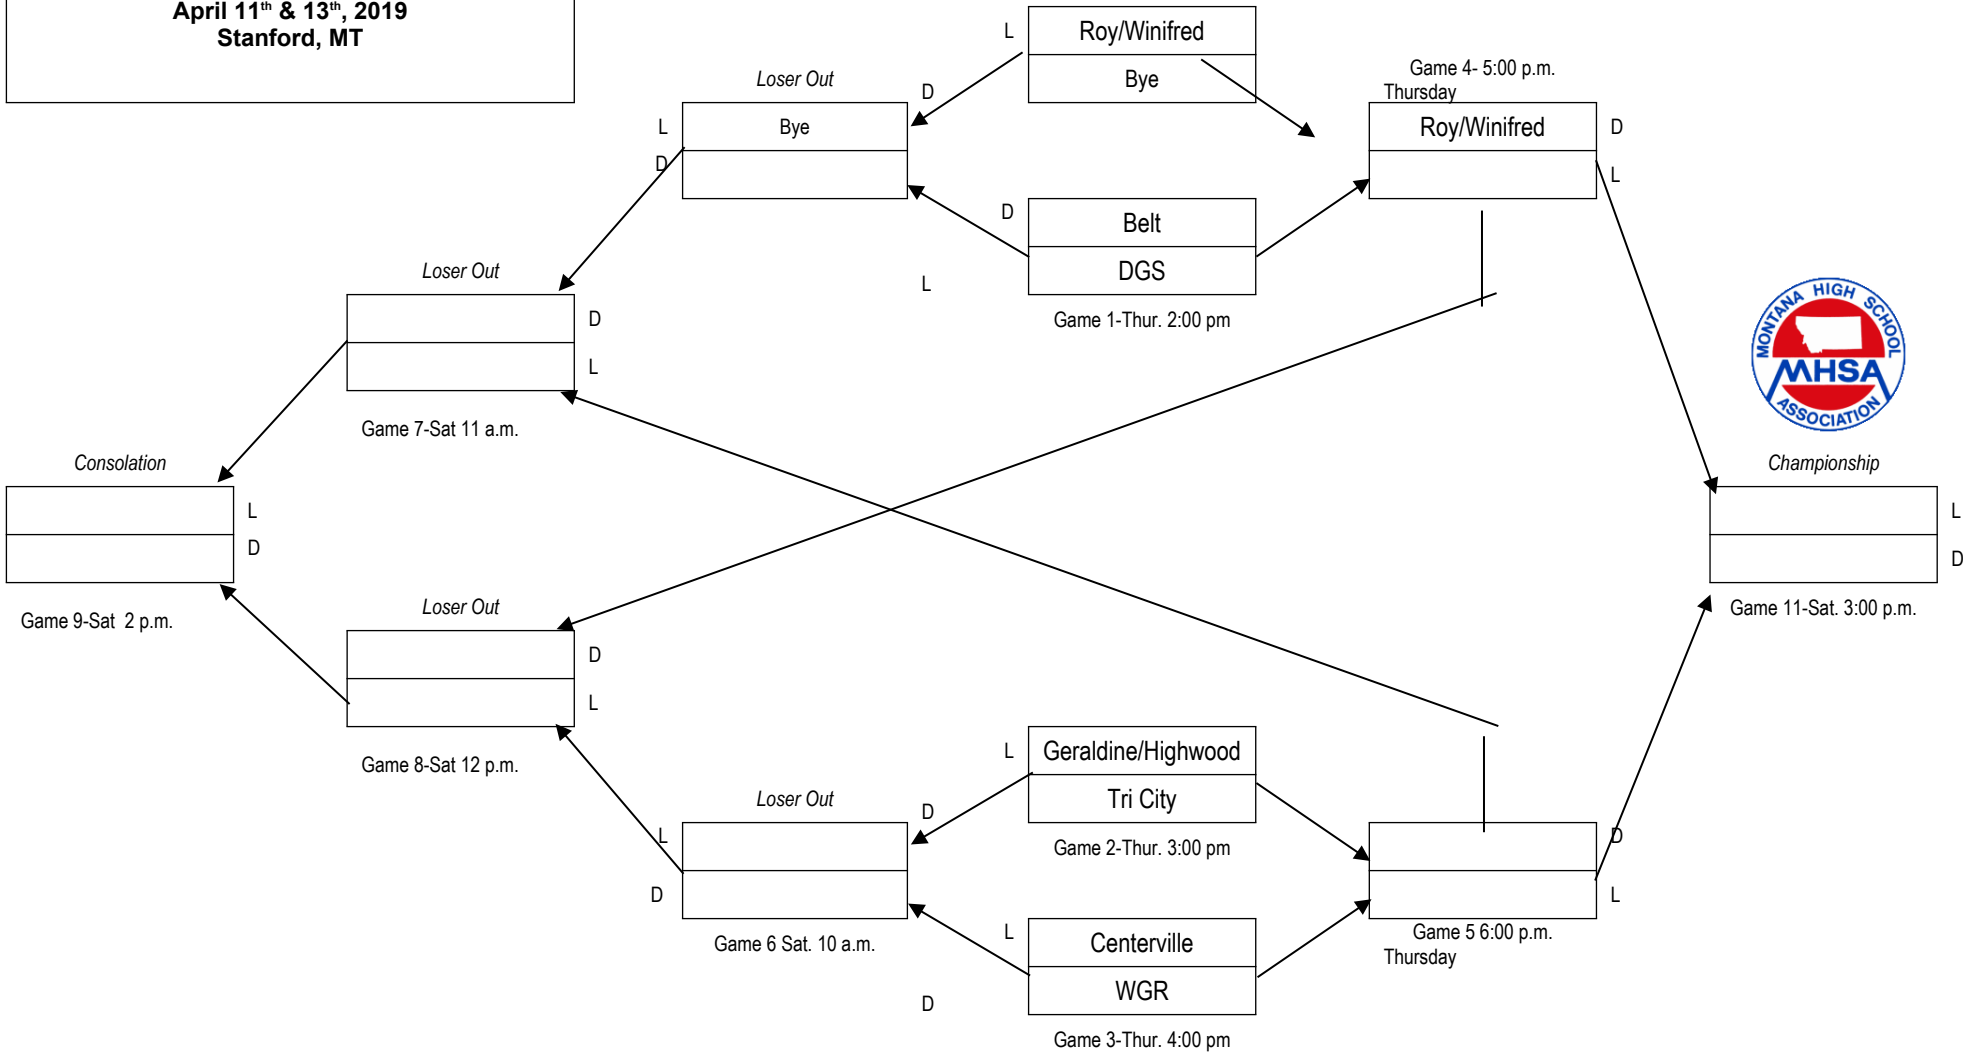 April 11th & 13th, 2019
Stanford, MT
L
Roy/Winifred
Bye
Loser Out
D
L
Bye
D
Game 4- 5:00 p.m.
Thursday
Roy/Winifred
D
L
D
Belt
DGS
L
Game 1-Thur. 2:00 pm
Loser Out
D
L
Game 7-Sat 11 a.m.
MONTANA HIGH SCHOOL
MHSA
ASSOCIATION
Consolation
L
D
Game 9-Sat 2 p.m.
Championship
L
D
Game 11-Sat. 3:00 p.m.
Loser Out
D
L
Game 8-Sat 12 p.m.
L
Geraldine/Highwood
Tri City
Game 2-Thur. 3:00 pm
Loser Out
D
L
D
Game 6 Sat. 10 a.m.
L
Centerville
WGR
D
Game 3-Thur. 4:00 pm
D
L
Game 5 6:00 p.m.
Thursday